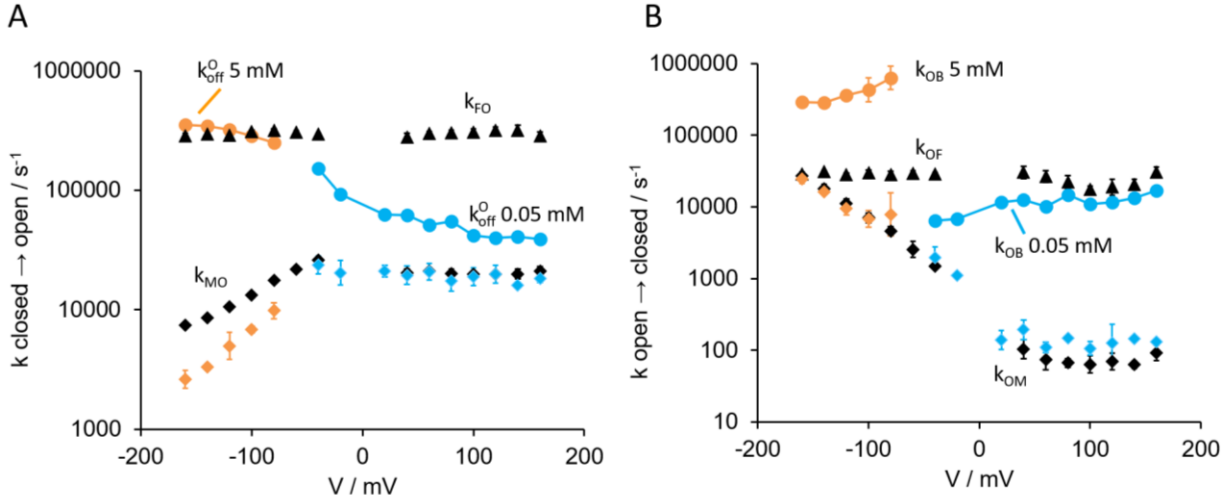 A
k closed → open / s⁻¹
1000000
100000
10000
1000
-200
-100
0
100
200
V / mV
k^O_off 5 mM
k_FO
k^O_off 0.05 mM
k_MO
B
k open → closed / s⁻¹
1000000
100000
10000
1000
100
10
-200
-100
0
100
200
V / mV
k_OB 5 mM
k_OF
k_OB 0.05 mM
k_OM